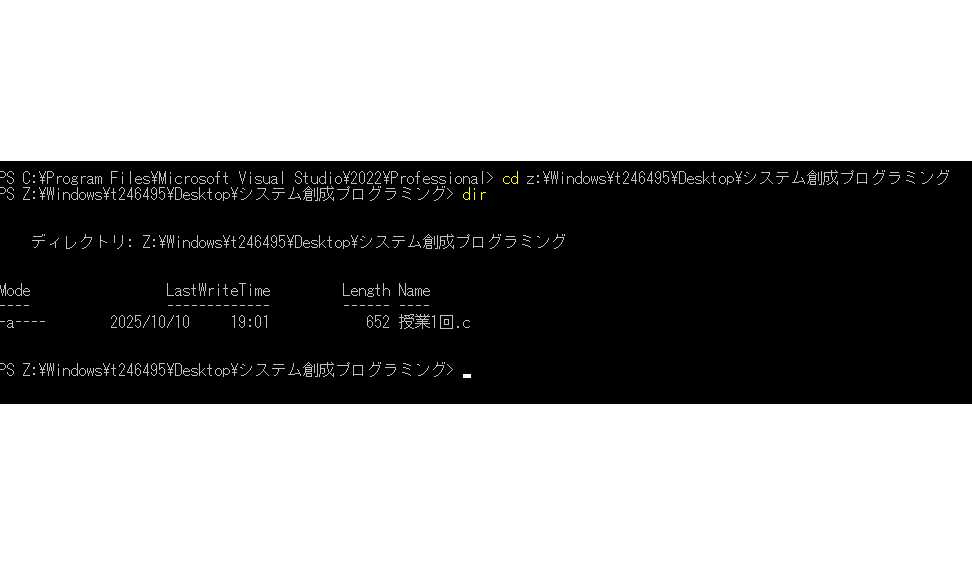 PS C:¥Program Files¥Microsoft Visual Studio¥2022¥Professional> cd z:¥Windows¥t246495¥Desktop¥システム創成プログラミング
PS Z:¥Windows¥t246495¥Desktop¥システム創成プログラミング> dir
ディレクトリ: Z:¥Windows¥t246495¥Desktop¥システム創成プログラミング
Mode LastWriteTime Length Name
---- ------------- ------ ----
-a---- 2025/10/10 19:01 652 授業1回.c
PS Z:¥Windows¥t246495¥Desktop¥システム創成プログラミング>